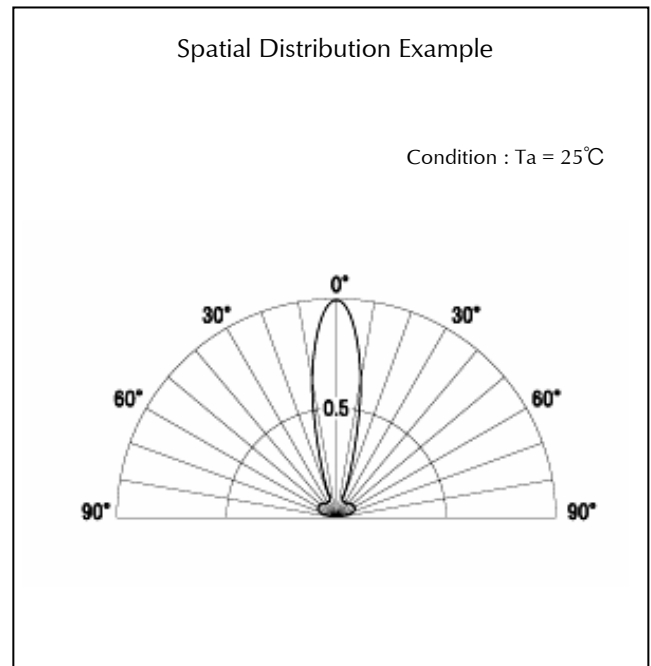 Spatial Distribution Example
Condition : Ta = 25℃
0°
30° 30°
60° 60°
0.5
90° 90°